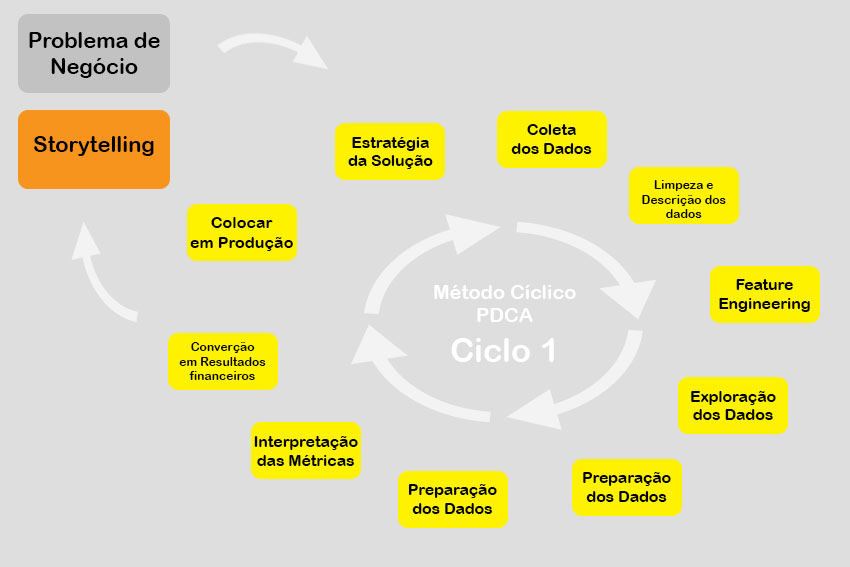 Problema de
Negócio
Storytelling
Estratégia
da Solução
Coleta
dos Dados
Limpeza e
Descrição dos
dados
Feature
Engineering
Exploração
dos Dados
Preparação
dos Dados
Preparação
dos Dados
Interpretação
das Métricas
Converção
em Resultados
financeiros
Colocar
em Produção
Método Cíclico
PDCA
Ciclo 1